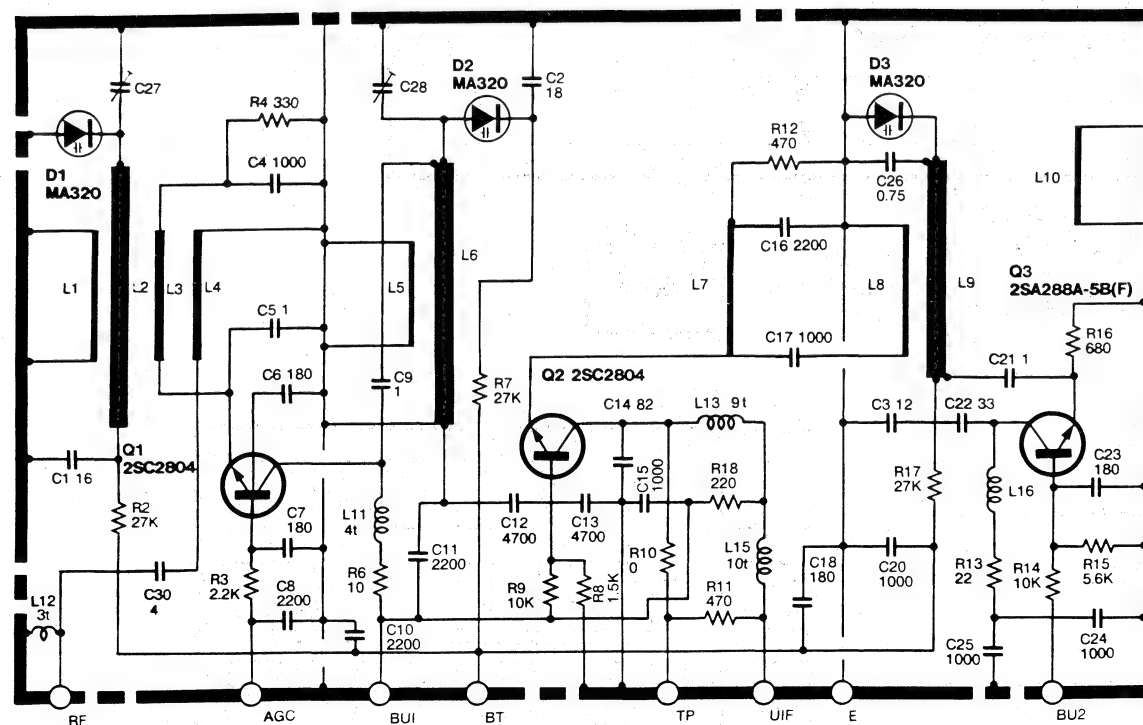 C27
C28
D2
MA320
C2
18
D3
MA320
R4 330
C4 1000
R12
470
C26
0.75
D1
MA320
L10
L1
L2
L3
L4
L5
L6
L7
C16 2200
L8
L9
Q3
2SA288A-5B(F)
R16
680
C5 1
C6 180
C9
1
R7
27K
C17 1000
C21 1
Q2 2SC2804
C14 82
L13 9t
C3 12
C22 33
Q1
2SC2804
C1 16
R2
27K
C7
180
L11
4t
C15
1000
R18
220
R17
27K
L16
C23
180
C12
4700
C13
4700
C11
2200
R10
0
L15
10t
C18
180
C20
1000
R13
22
R14
10K
R15
5.6K
R3
2.2K
C8
2200
R6
10
R9
10K
R8
1.5K
R11
470
C30
4
L12
3t
C10
2200
C25
1000
C24
1000
RF
AGC
BUI
BT
TP
UIF
E
BU2